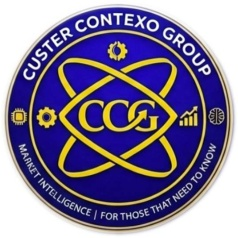 CUSTER CONTEXO GROUP
CCG
MARKET INTELLIGENCE | FOR THOSE THAT NEED TO KNOW